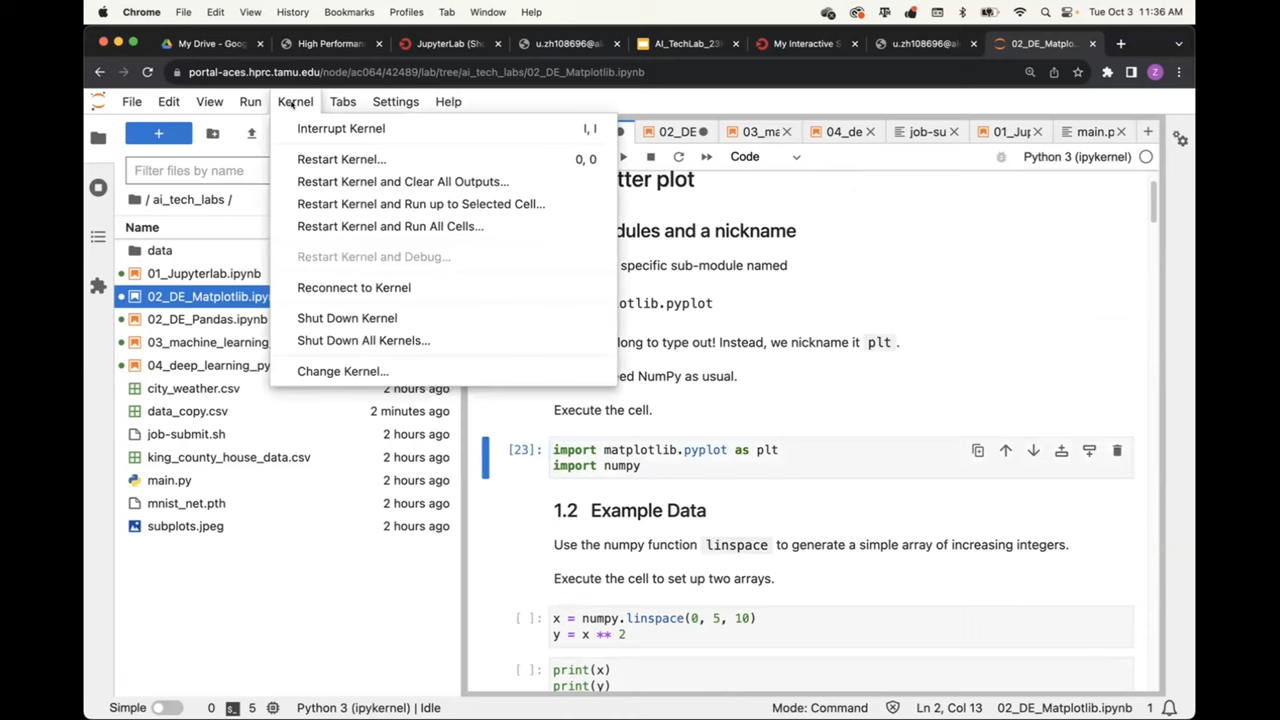 Chrome File Edit View History Bookmarks Profiles Tab Window Help Tue Oct 3 11:36 AM
My Drive - Goog High Performan JupyterLab (Sh u.zh108696@al AI_TechLab_23 My Interactive S u.zh108696@al 02_DE_Matplo
portal-aces.hprc.tamu.edu/node/ac064/42489/lab/tree/ai_tech_labs/02_DE_Matplotlib.ipynb Z
File Edit View Run Kernel Tabs Settings Help
Interrupt Kernel I, I
Restart Kernel... 0, 0
Restart Kernel and Clear All Outputs...
Restart Kernel and Run up to Selected Cell...
Restart Kernel and Run All Cells...
Restart Kernel and Debug...
Reconnect to Kernel
Shut Down Kernel
Shut Down All Kernels...
Change Kernel...
Filter files by name
/ ai_tech_labs /
Name
data
01_Jupyterlab.ipynb
02_DE_Matplotlib.ipy
02_DE_Pandas.ipynb
03_machine_learning_
04_deep_learning_py
city_weather.csv 2 hours ago
data_copy.csv 2 minutes ago
job-submit.sh 2 hours ago
king_county_house_data.csv 2 hours ago
main.py 2 hours ago
mnist_net.pth 2 hours ago
subplots.jpeg 2 hours ago
02_DE 03_ma 04_de job-su 01_Jup main.p
Code Python 3 (ipykernel)
tter plot
dules and a nickname
specific sub-module named
otlib.pyplot
long to type out! Instead, we nickname it plt .
ed NumPy as usual.
Execute the cell.
[23]: import matplotlib.pyplot as plt
import numpy
1.2 Example Data
Use the numpy function linspace to generate a simple array of increasing integers.
Execute the cell to set up two arrays.
[ ]: x = numpy.linspace(0, 5, 10)
y = x ** 2
[ ]: print(x)
print(y)
Simple 0 5 Python 3 (ipykernel) | Idle Mode: Command Ln 2, Col 13 02_DE_Matplotlib.ipynb 1